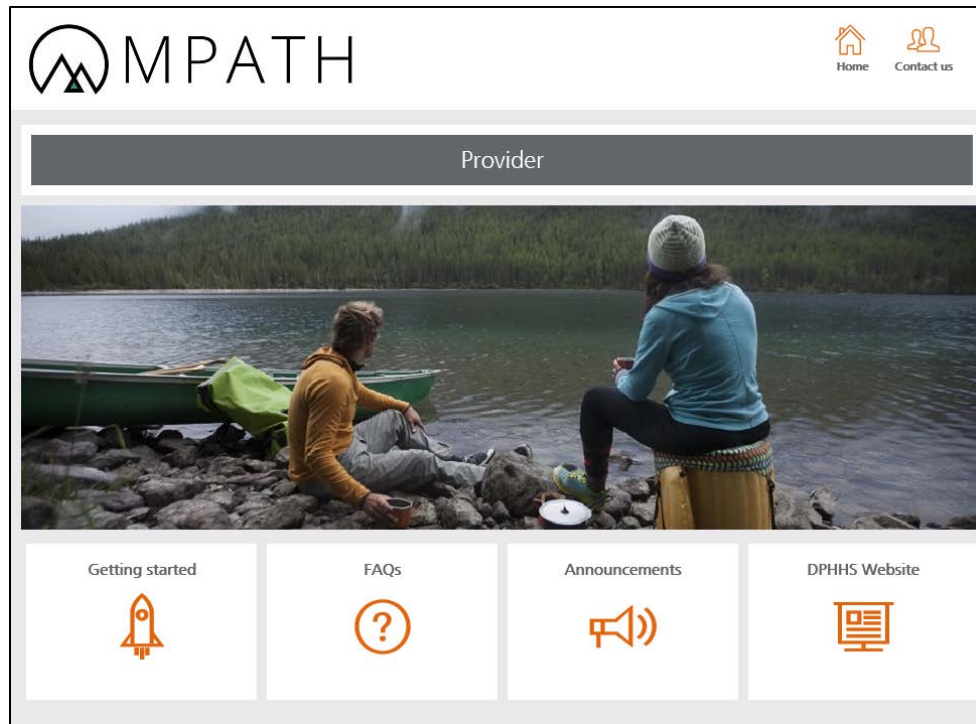 MPATH
Home
Contact us
Provider
Getting started
FAQs
Announcements
DPHHS Website